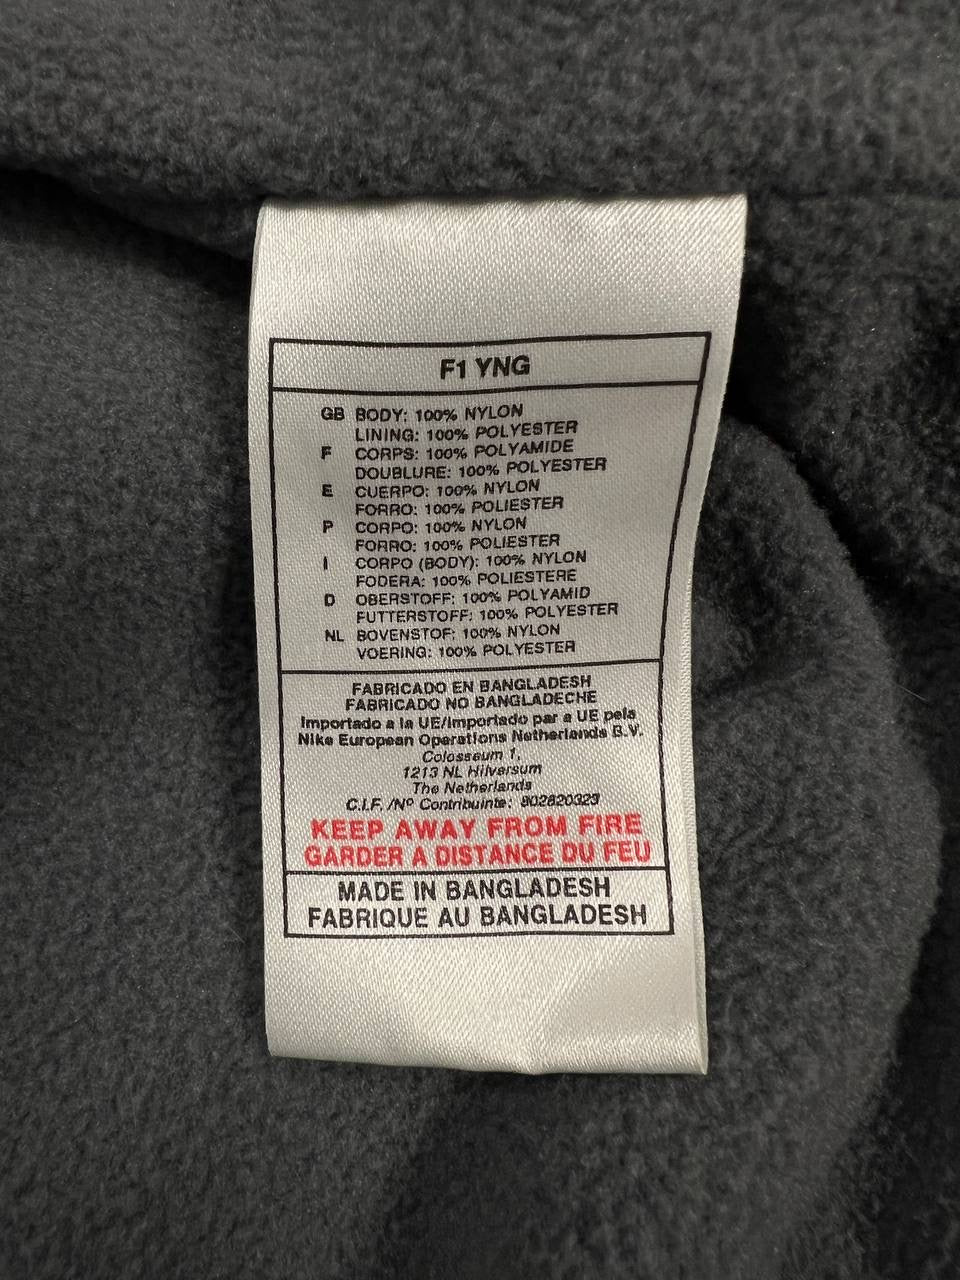 F1 YNG
GB BODY: 100% NYLON
LINING: 100% POLYESTER
F CORPS: 100% POLYAMIDE
DOUBLURE: 100% POLYESTER
E CUERPO: 100% NYLON
FORRO: 100% POLIESTER
P CORPO: 100% NYLON
FORRO: 100% POLIESTER
I CORPO (BODY): 100% NYLON
FODERA: 100% POLIESTERE
D OBERSTOFF: 100% POLYAMID
FUTTERSTOFF: 100% POLYESTER
NL BOVENSTOF: 100% NYLON
VOERING: 100% POLYESTER
FABRICADO EN BANGLADESH
FABRICADO NO BANGLADECHE
Importado a la UE/Importado par a UE pels
Nike European Operations Netherlands B.V.
Colosseum 1,
1213 NL Hilversum
The Netherlands
C.I.F. /Nº Contribuinte: 802820323
KEEP AWAY FROM FIRE
GARDER A DISTANCE DU FEU
MADE IN BANGLADESH
FABRIQUE AU BANGLADESH